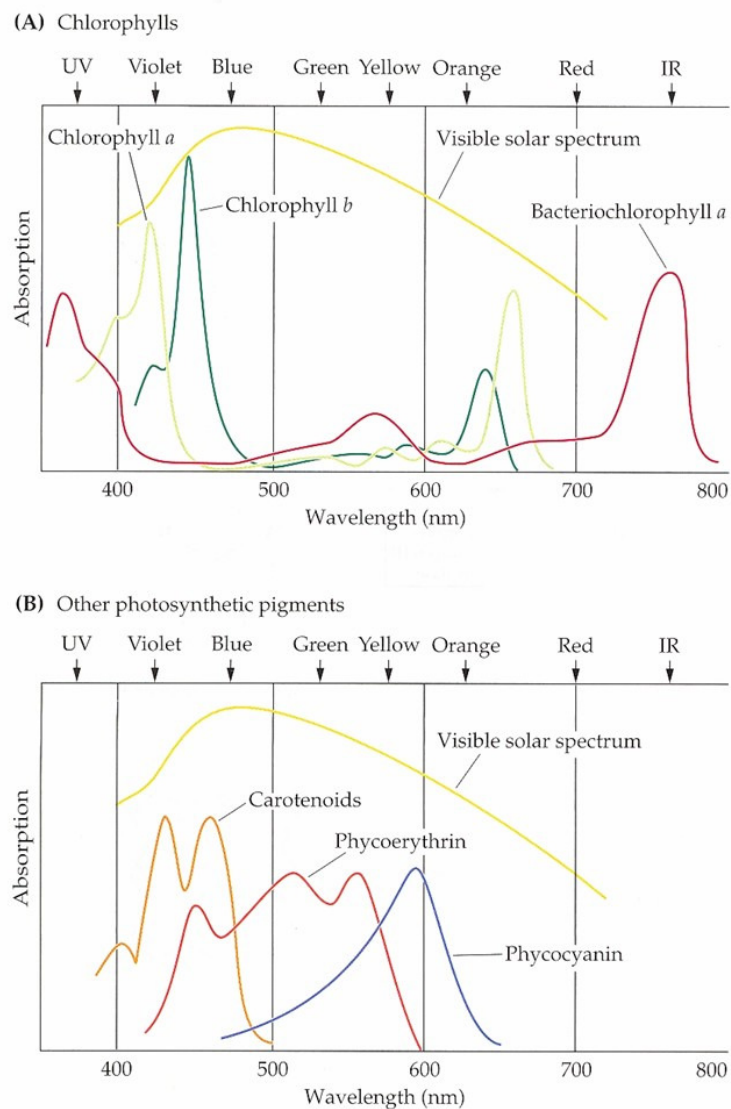 (A) Chlorophylls
UV Violet Blue Green Yellow Orange Red IR
Chlorophyll a
Visible solar spectrum
Chlorophyll b
Bacteriochlorophyll a
Absorption
400 500 600 700 800
Wavelength (nm)
(B) Other photosynthetic pigments
UV Violet Blue Green Yellow Orange Red IR
Visible solar spectrum
Carotenoids
Phycoerythrin
Phycocyanin
Absorption
400 500 600 700 800
Wavelength (nm)